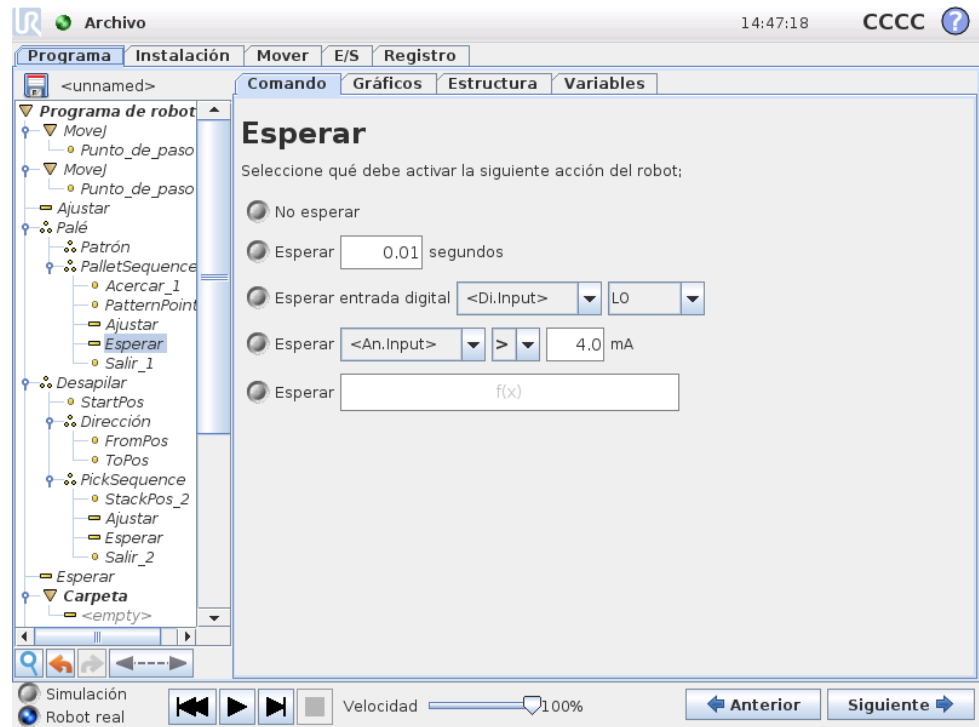 UR Archivo 14:47:18 CCCC ?
Programa Instalación Mover E/S Registro
<unnamed>
Comando Gráficos Estructura Variables
Programa de robot
MoveJ
Punto_de_paso
MoveJ
Punto_de_paso
Ajustar
Palé
Patrón
PalletSequence
Acercar_1
PatternPoint
Ajustar
Esperar
Salir_1
Desapilar
StartPos
Dirección
FromPos
ToPos
PickSequence
StackPos_2
Ajustar
Esperar
Salir_2
Esperar
Carpeta
<empty>
Esperar
Seleccione qué debe activar la siguiente acción del robot;
No esperar
Esperar 0.01 segundos
Esperar entrada digital <Di.Input> LO
Esperar <An.Input> > 4.0 mA
Esperar f(x)
Simulación
Robot real
Velocidad 100%
Anterior Siguiente